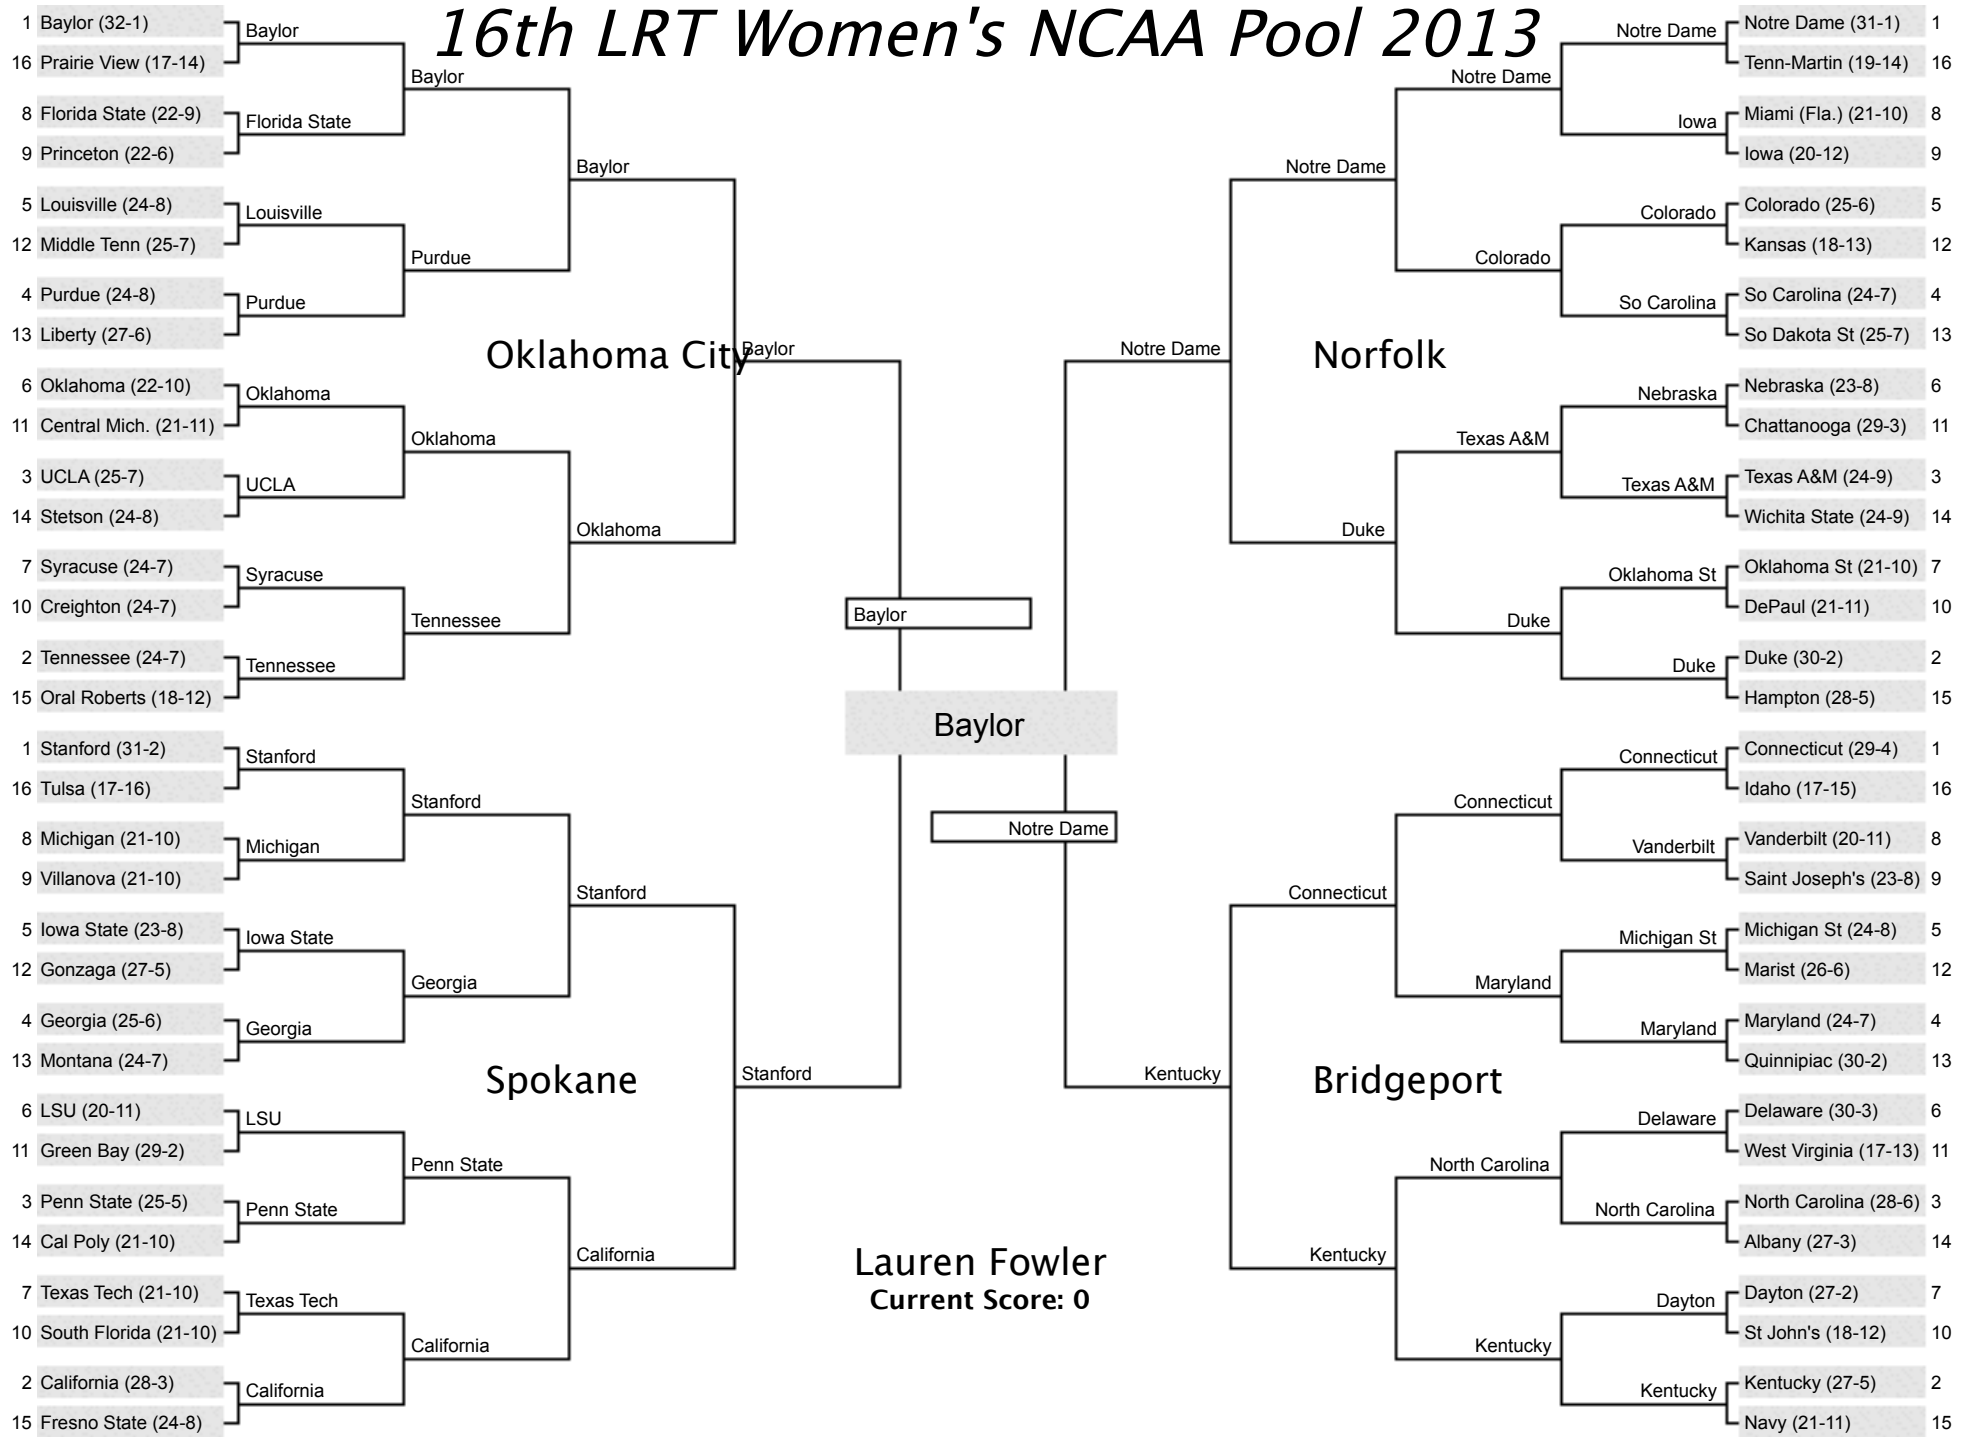 16th LRT Women's NCAA Pool 2013
1 Baylor (32-1)
16 Prairie View (17-14)
8 Florida State (22-9)
9 Princeton (22-6)
5 Louisville (24-8)
12 Middle Tenn (25-7)
4 Purdue (24-8)
13 Liberty (27-6)
6 Oklahoma (22-10)
11 Central Mich. (21-11)
3 UCLA (25-7)
14 Stetson (24-8)
7 Syracuse (24-7)
10 Creighton (24-7)
2 Tennessee (24-7)
15 Oral Roberts (18-12)
1 Stanford (31-2)
16 Tulsa (17-16)
8 Michigan (21-10)
9 Villanova (21-10)
5 Iowa State (23-8)
12 Gonzaga (27-5)
4 Georgia (25-6)
13 Montana (24-7)
6 LSU (20-11)
11 Green Bay (29-2)
3 Penn State (25-5)
14 Cal Poly (21-10)
7 Texas Tech (21-10)
10 South Florida (21-10)
2 California (28-3)
15 Fresno State (24-8)
Baylor
Florida State
Louisville
Purdue
Oklahoma
UCLA
Syracuse
Tennessee
Stanford
Michigan
Iowa State
Georgia
LSU
Penn State
Texas Tech
California
Baylor
Purdue
Oklahoma
Tennessee
Stanford
Georgia
Penn State
California
Baylor
Oklahoma
Stanford
California
Oklahoma City
Spokane
Baylor
Stanford
Baylor
Baylor
Notre Dame
Lauren Fowler
Current Score: 0
Notre Dame
Kentucky
Norfolk
Bridgeport
Notre Dame
Duke
Connecticut
Kentucky
Notre Dame
Colorado
Texas A&M
Duke
Connecticut
Maryland
North Carolina
Kentucky
Notre Dame
Iowa
Colorado
So Carolina
Nebraska
Texas A&M
Oklahoma St
Duke
Connecticut
Vanderbilt
Michigan St
Maryland
Delaware
North Carolina
Dayton
Kentucky
Notre Dame (31-1) 1
Tenn-Martin (19-14) 16
Miami (Fla.) (21-10) 8
Iowa (20-12) 9
Colorado (25-6) 5
Kansas (18-13) 12
So Carolina (24-7) 4
So Dakota St (25-7) 13
Nebraska (23-8) 6
Chattanooga (29-3) 11
Texas A&M (24-9) 3
Wichita State (24-9) 14
Oklahoma St (21-10) 7
DePaul (21-11) 10
Duke (30-2) 2
Hampton (28-5) 15
Connecticut (29-4) 1
Idaho (17-15) 16
Vanderbilt (20-11) 8
Saint Joseph's (23-8) 9
Michigan St (24-8) 5
Marist (26-6) 12
Maryland (24-7) 4
Quinnipiac (30-2) 13
Delaware (30-3) 6
West Virginia (17-13) 11
North Carolina (28-6) 3
Albany (27-3) 14
Dayton (27-2) 7
St John's (18-12) 10
Kentucky (27-5) 2
Navy (21-11) 15